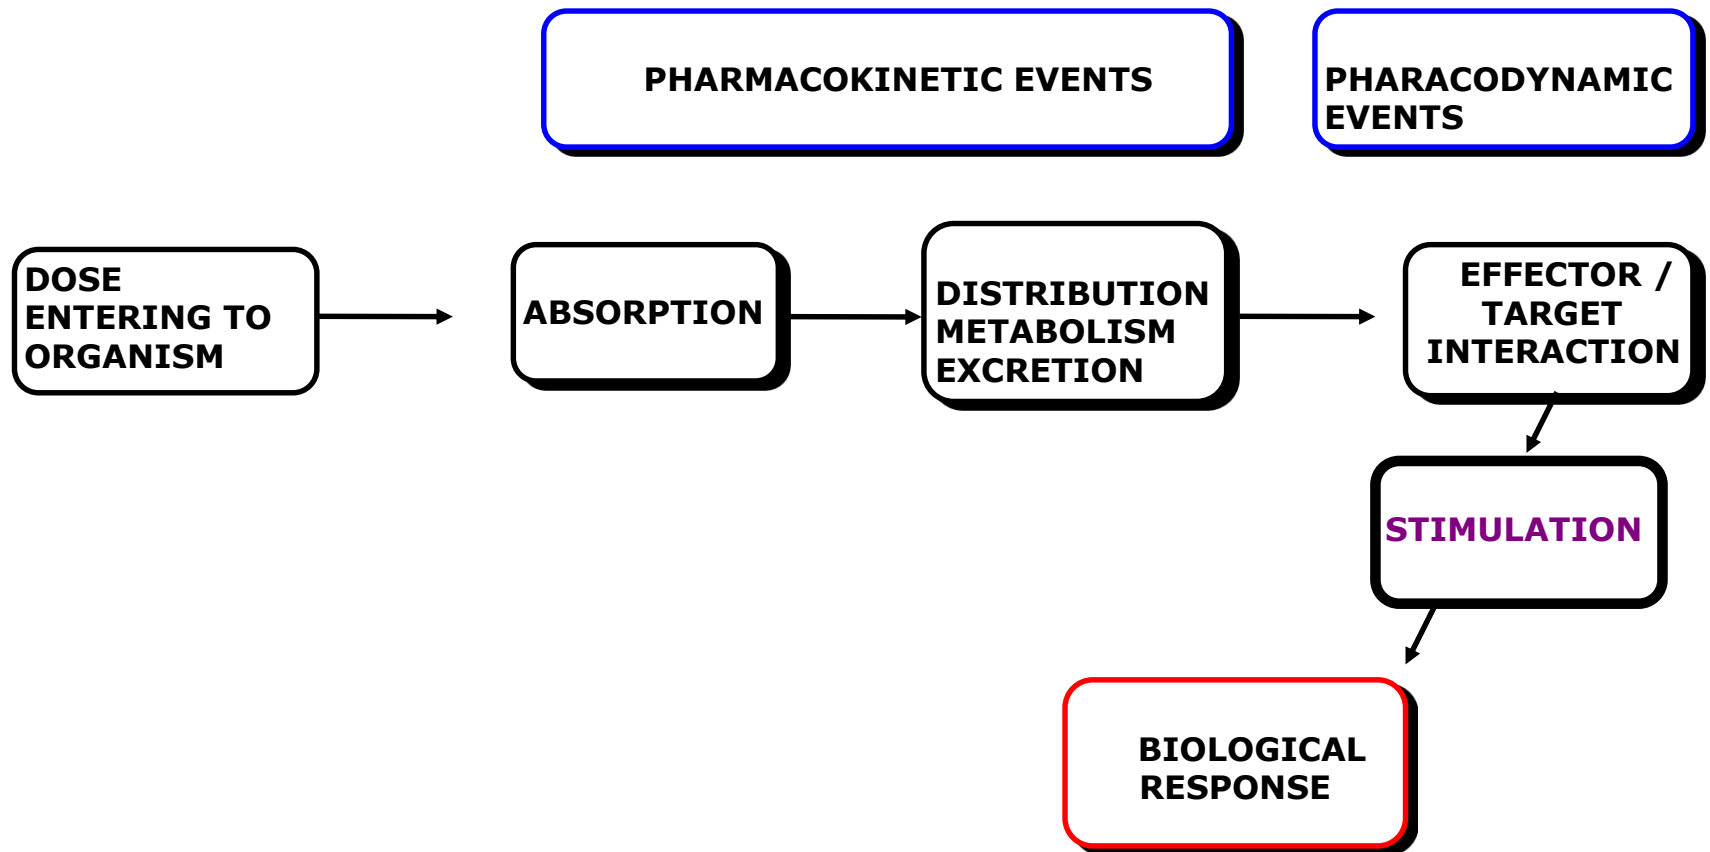 PHARMACOKINETIC EVENTS
PHARACODYNAMIC
EVENTS
DOSE
ENTERING TO
ORGANISM
ABSORPTION
DISTRIBUTION
METABOLISM
EXCRETION
EFFECTOR /
TARGET
INTERACTION
STIMULATION
BIOLOGICAL
RESPONSE